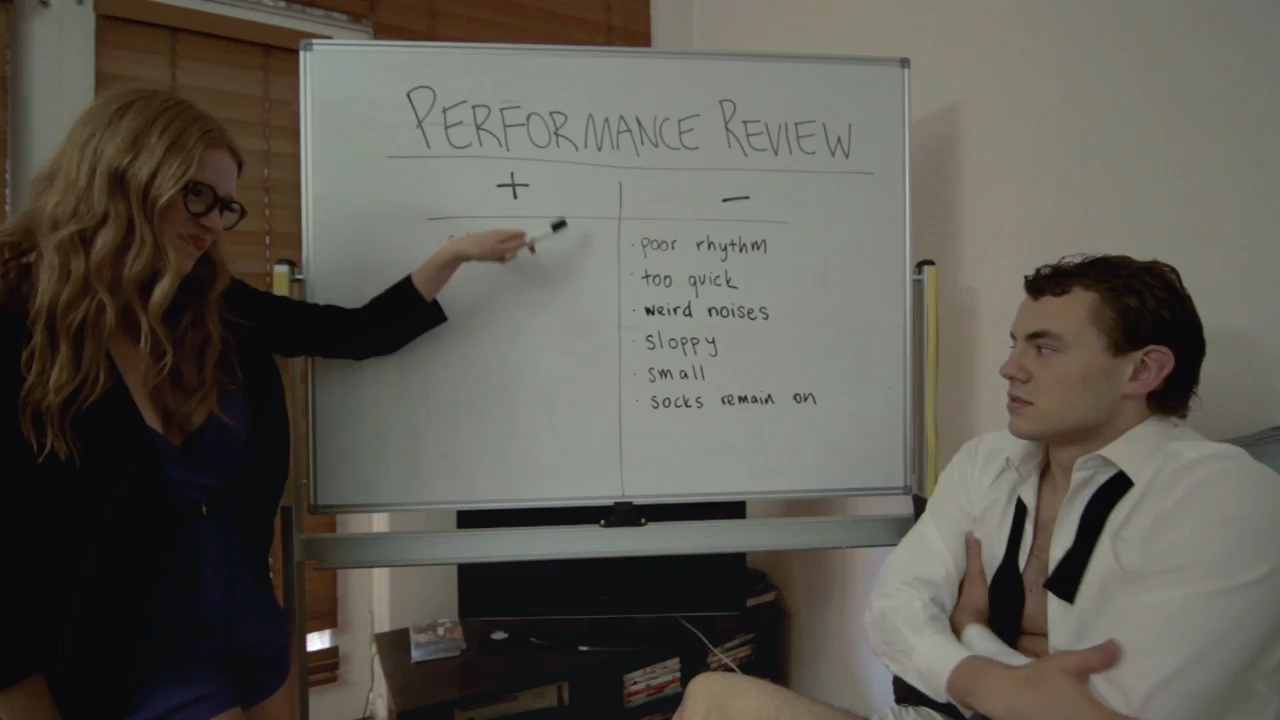 PERFORMANCE REVIEW
+ -
· poor rhythm
· too quick
· weird noises
· sloppy
· small
· socks remain on